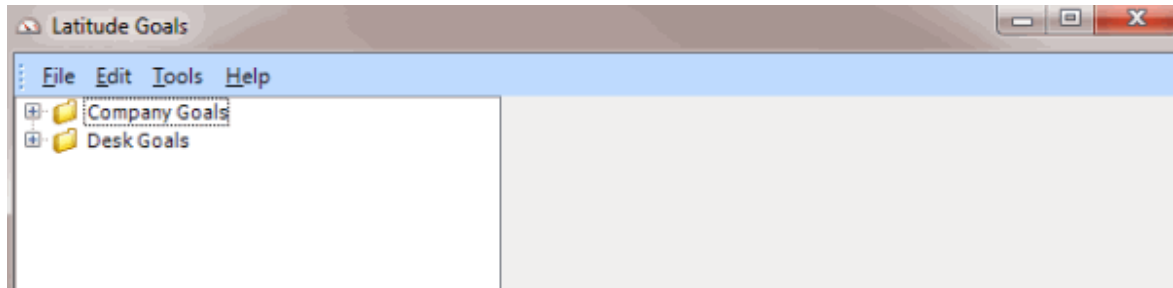 Latitude Goals
File Edit Tools Help
Company Goals
Desk Goals